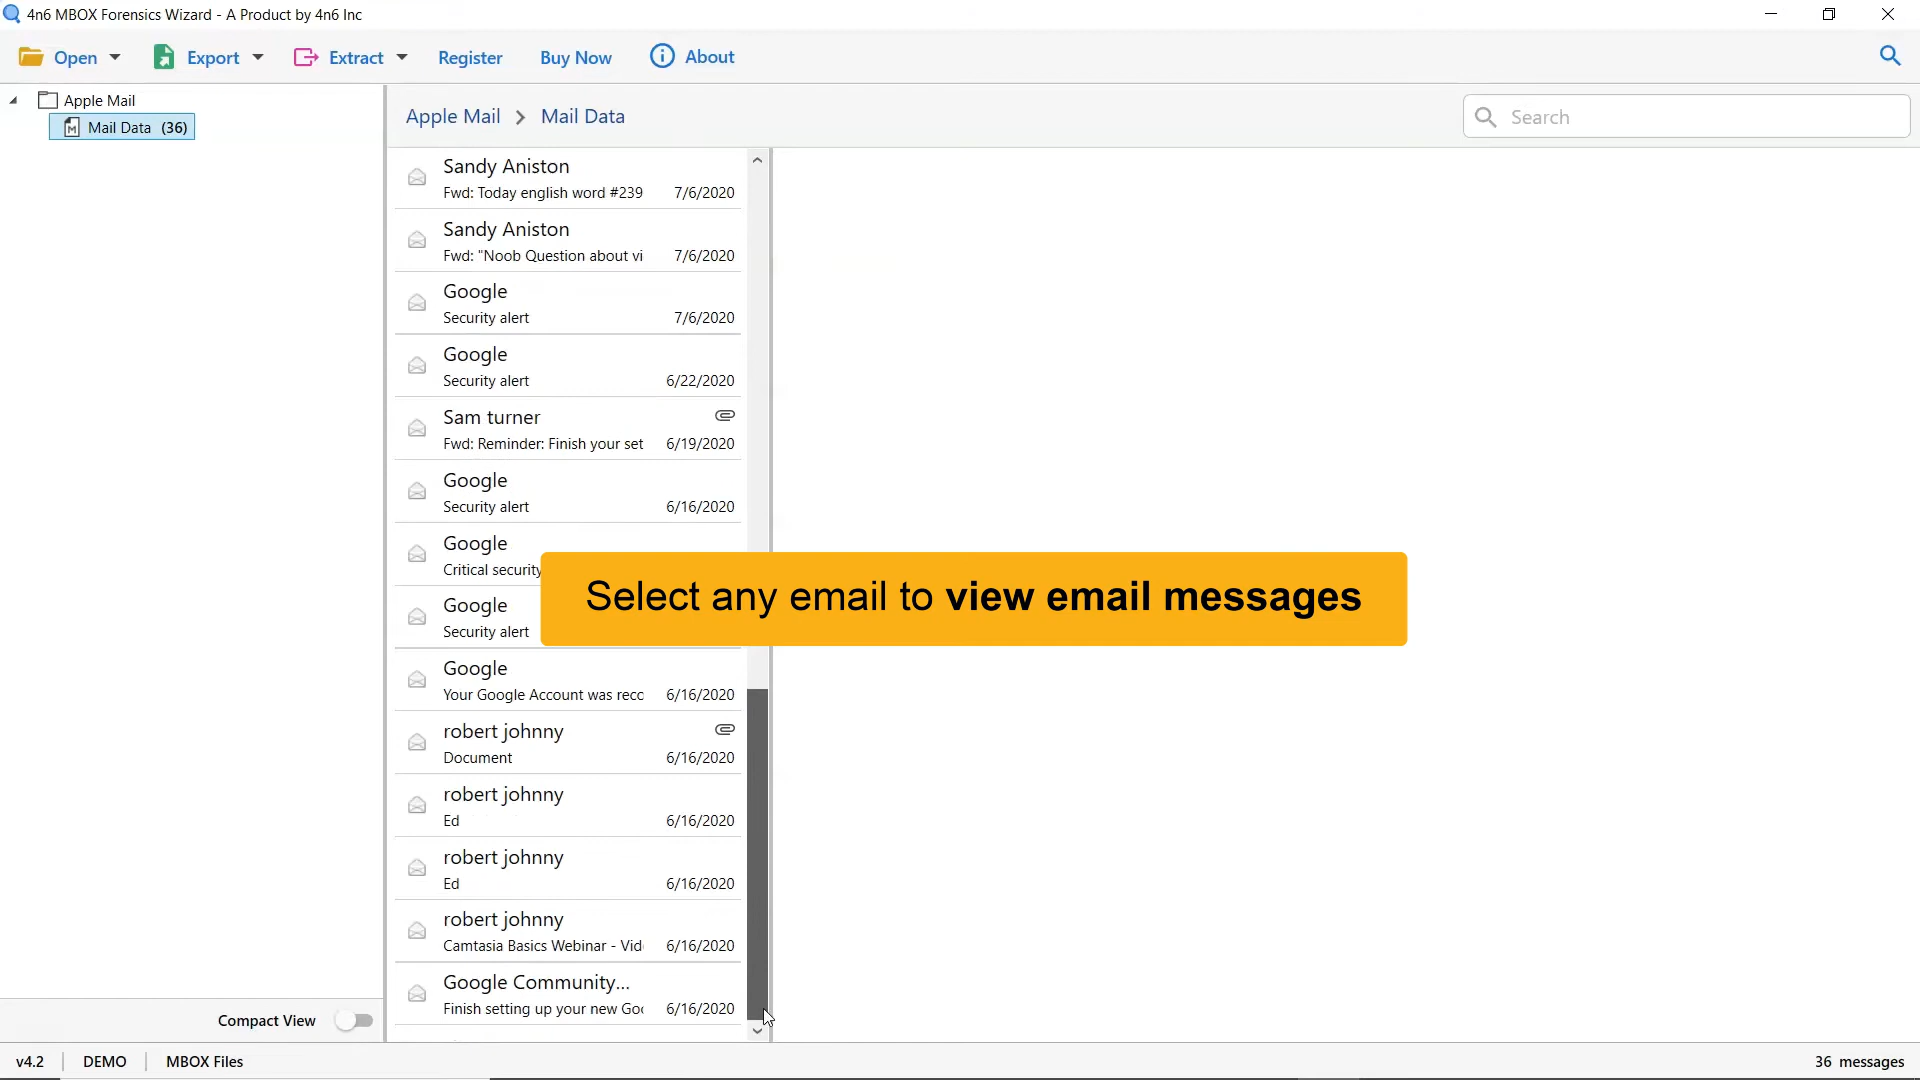 4n6 MBOX Forensics Wizard - A Product by 4n6 Inc
Open
Export
Extract
Register
Buy Now
About
Apple Mail
Mail Data (36)
Apple Mail > Mail Data
Search
Sandy Aniston
Fwd: Today english word #239 7/6/2020
Sandy Aniston
Fwd: "Noob Question about vi 7/6/2020
Google
Security alert 7/6/2020
Google
Security alert 6/22/2020
Sam turner
Fwd: Reminder: Finish your set 6/19/2020
Google
Security alert 6/16/2020
Google
Critical security
Google
Security alert
Select any email to view email messages
Google
Your Google Account was recc 6/16/2020
robert johnny
Document 6/16/2020
robert johnny
Ed 6/16/2020
robert johnny
Ed 6/16/2020
robert johnny
Camtasia Basics Webinar - Vid 6/16/2020
Google Community...
Finish setting up your new Goo 6/16/2020
Compact View
v4.2 DEMO MBOX Files
36 messages